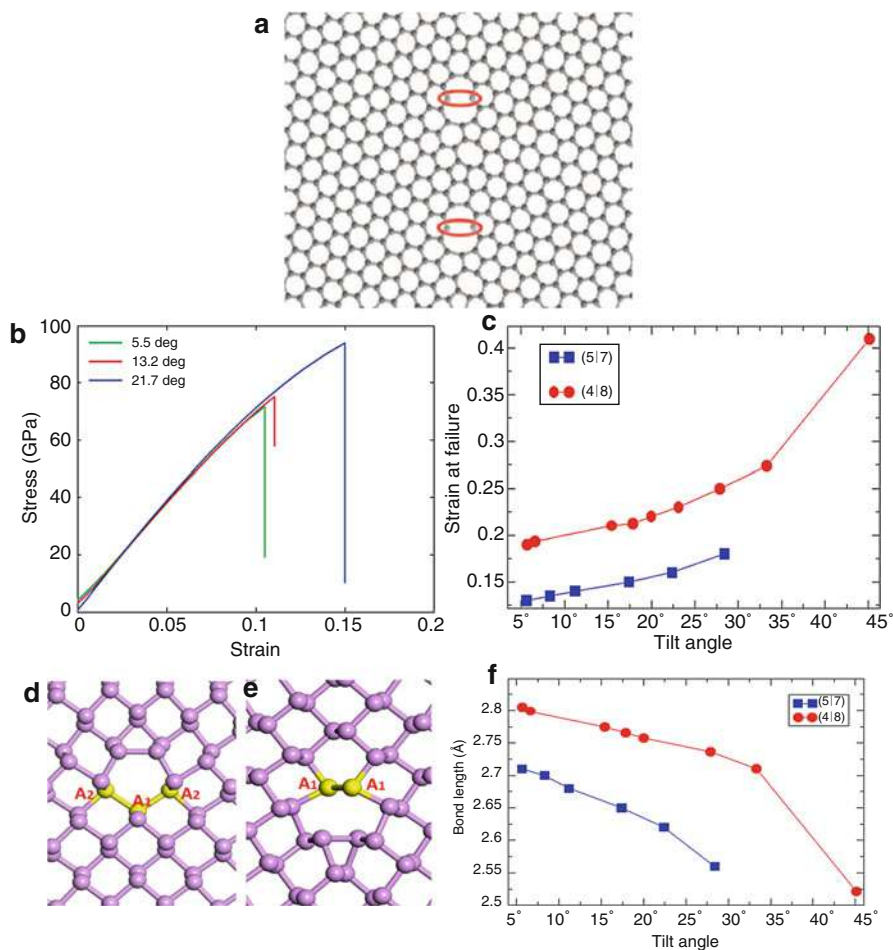 a
b
100
80
60
40
20
0
Stress (GPa)
5.5 deg
13.2 deg
21.7 deg
0
0.05
0.1
0.15
0.2
Strain
c
0.4
0.35
0.3
0.25
0.2
0.15
Strain at failure
(5|7)
(4|8)
5° 10° 15° 20° 25° 30° 35° 40° 45°
Tilt angle
d
A2 A1 A2
e
A1 A1
f
2.8
2.75
2.7
2.65
2.6
2.55
2.5
Bond length (Å)
(5|7)
(4|8)
5° 10° 15° 20° 25° 30° 35° 40° 45°
Tilt angle